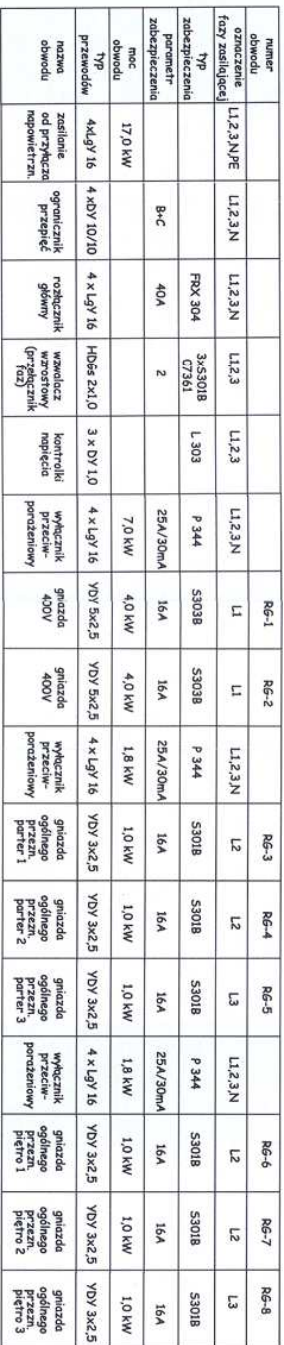 numer obwodu RG-1 RG-2 RG-3 RG-4 RG-5 RG-6 RG-7 RG-8
oznaczenie fazy zasilającej L1,2,3,N,PE L1,2,3,N L1,2,3,N L1,2,3 L1,2,3 L1,2,3,N L1 L1 L1,2,3,N L2 L2 L3 L1,2,3,N L2 L2 L3
typ zabezpieczenia FRX 304 3xS301B C7361 L 303 P 344 S303B S303B P 344 S301B S301B S301B P 344 S301B S301B S301B
parametr zabezpieczenia B+C 40A 2 25A/30mA 16A 16A 25A/30mA 16A 16A 16A 25A/30mA 16A 16A 16A
moc obwodu 17,0 kW 7,0 kW 4,0 kW 4,0 kW 1,8 kW 1,0 kW 1,0 kW 1,0 kW 1,8 kW 1,0 kW 1,0 kW 1,0 kW
typ przewodów 4xLgY 16 4 xDY 10/10 4 x LgY 16 HDGs 2x1,0 3 x DY 1,0 4 x LgY 16 YDY 5x2,5 YDY 5x2,5 4 x LgY 16 YDY 3x2,5 YDY 3x2,5 YDY 3x2,5 4 x LgY 16 YDY 3x2,5 YDY 3x2,5 YDY 3x2,5
nazwa obwodu
zasilanie od przyłącza napowietrzn.
ogranicznik przepięć
rozłącznik główny
wzwalacz wzrostowy (przełącznik faz)
kontrolki napięcia
wyłącznik przeciw- porażeniowy
gniazda 400V
gniazda 400V
wyłącznik przeciw- porażeniowy
gniazda ogólnego przezn. parter 1
gniazda ogólnego przezn. parter 2
gniazda ogólnego przezn. parter 3
wyłącznik przeciw- porażeniowy
gniazda ogólnego przezn. piętro 1
gniazda ogólnego przezn. piętro 2
gniazda ogólnego przezn. piętro 3